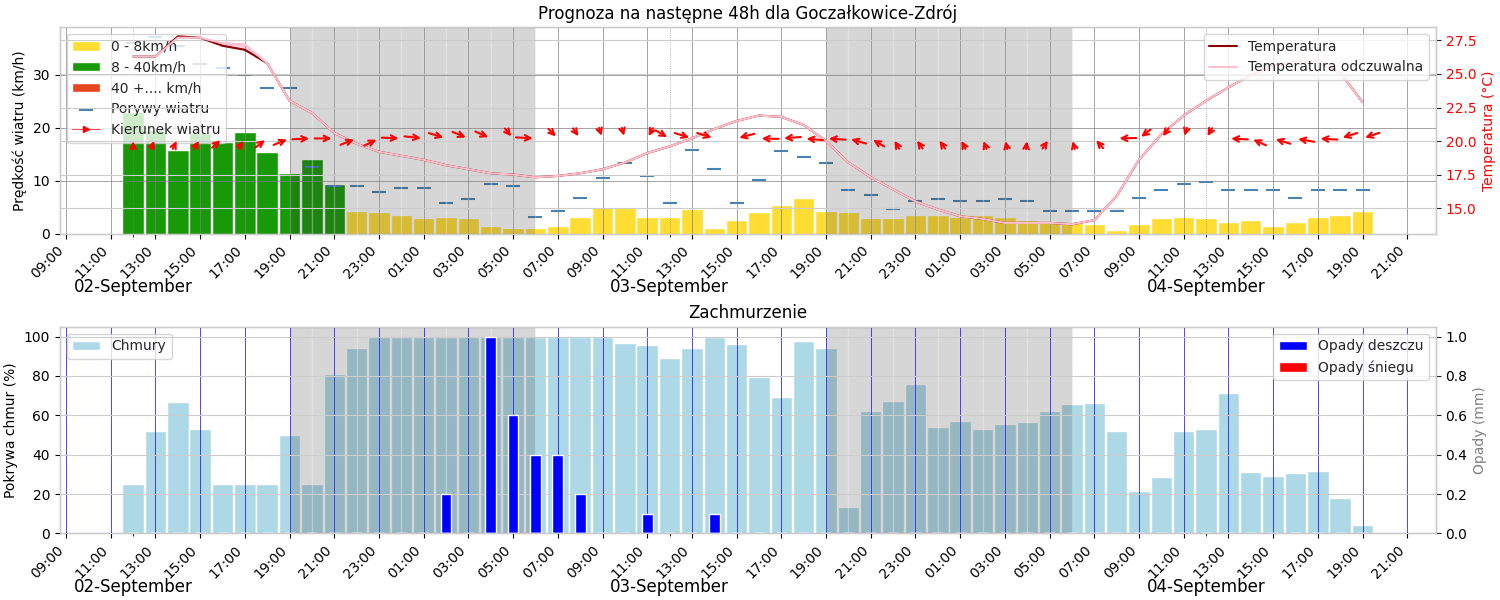 Prognoza na następne 48h dla Goczałkowice-Zdrój
Prędkość wiatru (km/h)
30
20
10
0
0 - 8km/h
8 - 40km/h
40 +.... km/h
Porywy wiatru
Kierunek wiatru
Temperatura
Temperatura odczuwalna
27.5
25.0
22.5
20.0
17.5
15.0
Temperatura (°C)
09:00 11:00 13:00 15:00 17:00 19:00 21:00 23:00 01:00 03:00 05:00 07:00 09:00 11:00 13:00 15:00 17:00 19:00 21:00 23:00 01:00 03:00 05:00 07:00 09:00 11:00 13:00 15:00 17:00 19:00 21:00
02-September 03-September 04-September
Zachmurzenie
Pokrywa chmur (%)
100
80
60
40
20
0
Chmury
Opady deszczu
Opady śniegu
1.0
0.8
0.6
0.4
0.2
0.0
Opady (mm)
09:00 11:00 13:00 15:00 17:00 19:00 21:00 23:00 01:00 03:00 05:00 07:00 09:00 11:00 13:00 15:00 17:00 19:00 21:00 23:00 01:00 03:00 05:00 07:00 09:00 11:00 13:00 15:00 17:00 19:00 21:00
02-September 03-September 04-September